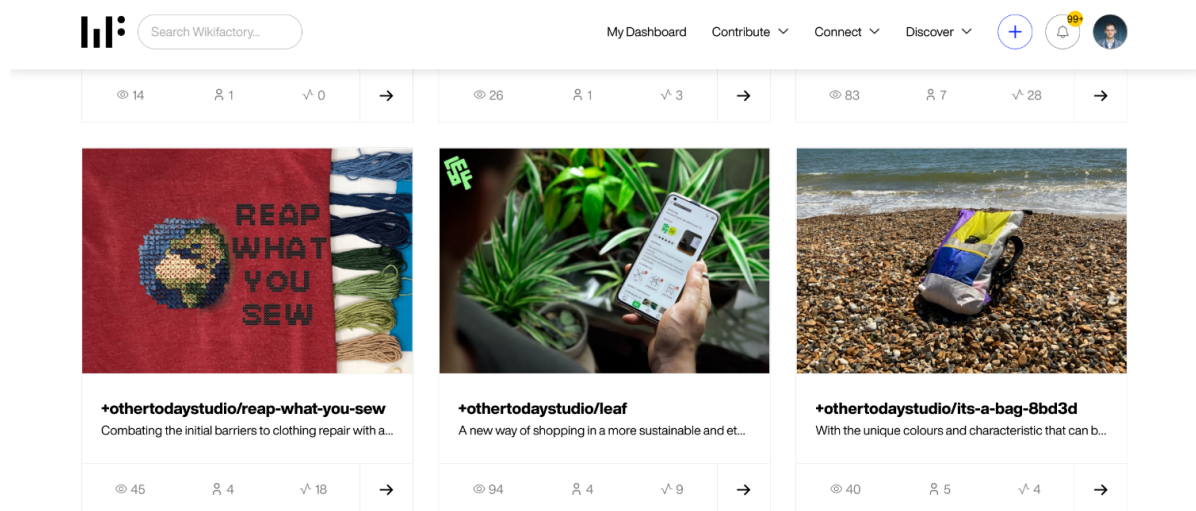 Search Wikifactory...
My Dashboard
Contribute
Connect
Discover
99+
14
1
0
26
1
3
83
7
28
REAP
WHAT
YOU
SEW
LEAF
+othertodaystudio/reap-what-you-sew
Combating the initial barriers to clothing repair with a...
+othertodaystudio/leaf
A new way of shopping in a more sustainable and et...
+othertodaystudio/its-a-bag-8bd3d
With the unique colours and characteristic that can b...
45
4
18
94
4
9
40
5
4